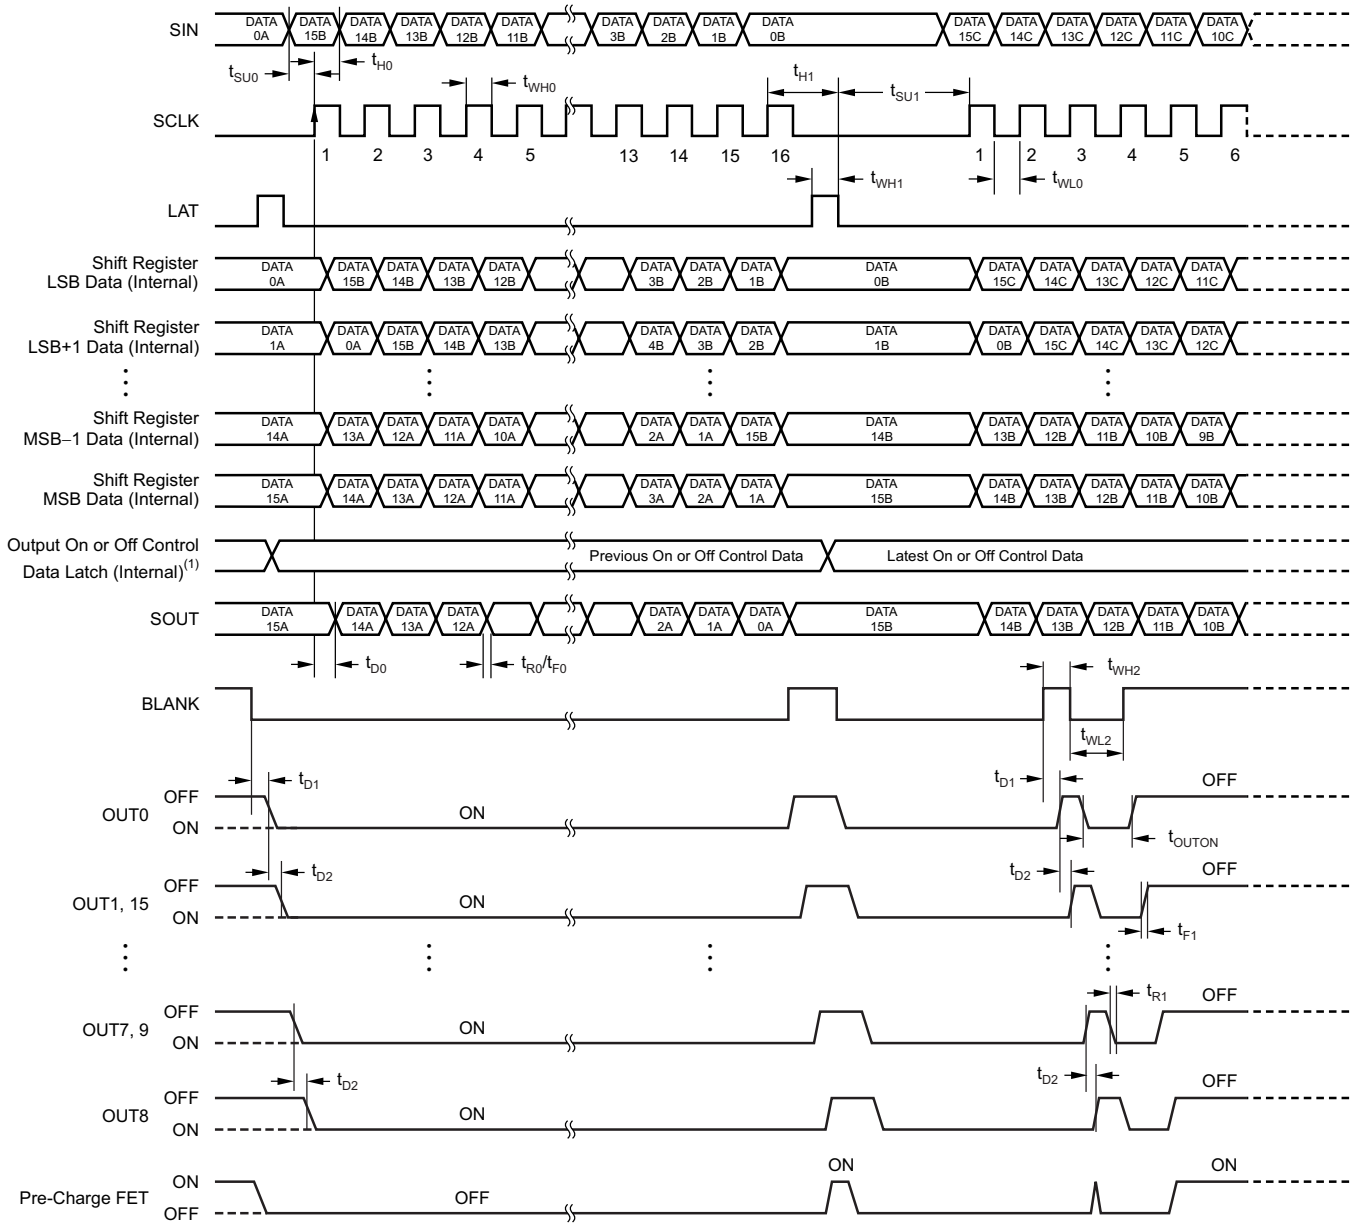 SIN DATA 0A DATA 15B DATA 14B DATA 13B DATA 12B DATA 11B DATA 3B DATA 2B DATA 1B DATA 0B DATA 15C DATA 14C DATA 13C DATA 12C DATA 11C DATA 10C
tSU0 tH0 tWH0 tH1 tSU1
SCLK
1 2 3 4 5 13 14 15 16 1 2 3 4 5 6
tWH1 tWL0
LAT
Shift Register
LSB Data (Internal) DATA 0A DATA 15B DATA 14B DATA 13B DATA 12B DATA 3B DATA 2B DATA 1B DATA 0B DATA 15C DATA 14C DATA 13C DATA 12C DATA 11C
Shift Register
LSB+1 Data (Internal) DATA 1A DATA 0A DATA 15B DATA 14B DATA 13B DATA 4B DATA 3B DATA 2B DATA 1B DATA 0B DATA 15C DATA 14C DATA 13C DATA 12C
Shift Register
MSB–1 Data (Internal) DATA 14A DATA 13A DATA 12A DATA 11A DATA 10A DATA 2A DATA 1A DATA 15B DATA 14B DATA 13B DATA 12B DATA 11B DATA 10B DATA 9B
Shift Register
MSB Data (Internal) DATA 15A DATA 14A DATA 13A DATA 12A DATA 11A DATA 3A DATA 2A DATA 1A DATA 15B DATA 14B DATA 13B DATA 12B DATA 11B DATA 10B
Output On or Off Control
Data Latch (Internal)(1) Previous On or Off Control Data Latest On or Off Control Data
SOUT DATA 15A DATA 14A DATA 13A DATA 12A DATA 2A DATA 1A DATA 0A DATA 15B DATA 14B DATA 13B DATA 12B DATA 11B DATA 10B
tD0 tR0/tF0 tWH2
BLANK
tWL2
tD1 tD1 OFF
OUT0 OFF ON ON
tOUTON
tD2 tD2 OFF
OUT1, 15 OFF ON ON
tF1
tR1 OFF
OUT7, 9 OFF ON ON
tD2 tD2 OFF
OUT8 OFF ON ON
ON ON
Pre-Charge FET ON OFF OFF